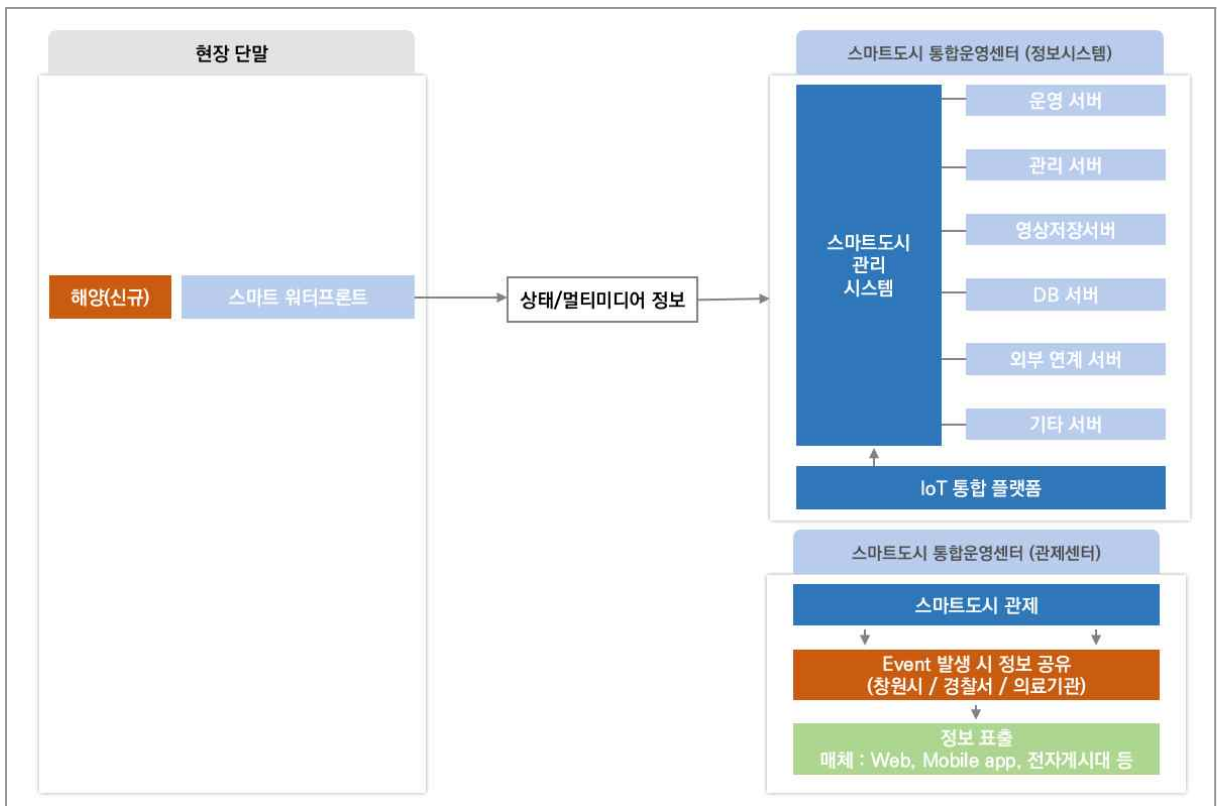 현장 단말
해양(신규)
스마트 워터프론트
상태/멀티미디어 정보
스마트도시 통합운영센터 (정보시스템)
스마트도시
관리
시스템
운영 서버
관리 서버
영상저장서버
DB 서버
외부 연계 서버
기타 서버
IoT 통합 플랫폼
스마트도시 통합운영센터 (관제센터)
스마트도시 관제
Event 발생 시 정보 공유
(창원시 / 경찰서 / 의료기관)
정보 표출
매체 : Web, Mobile app, 전자게시대 등